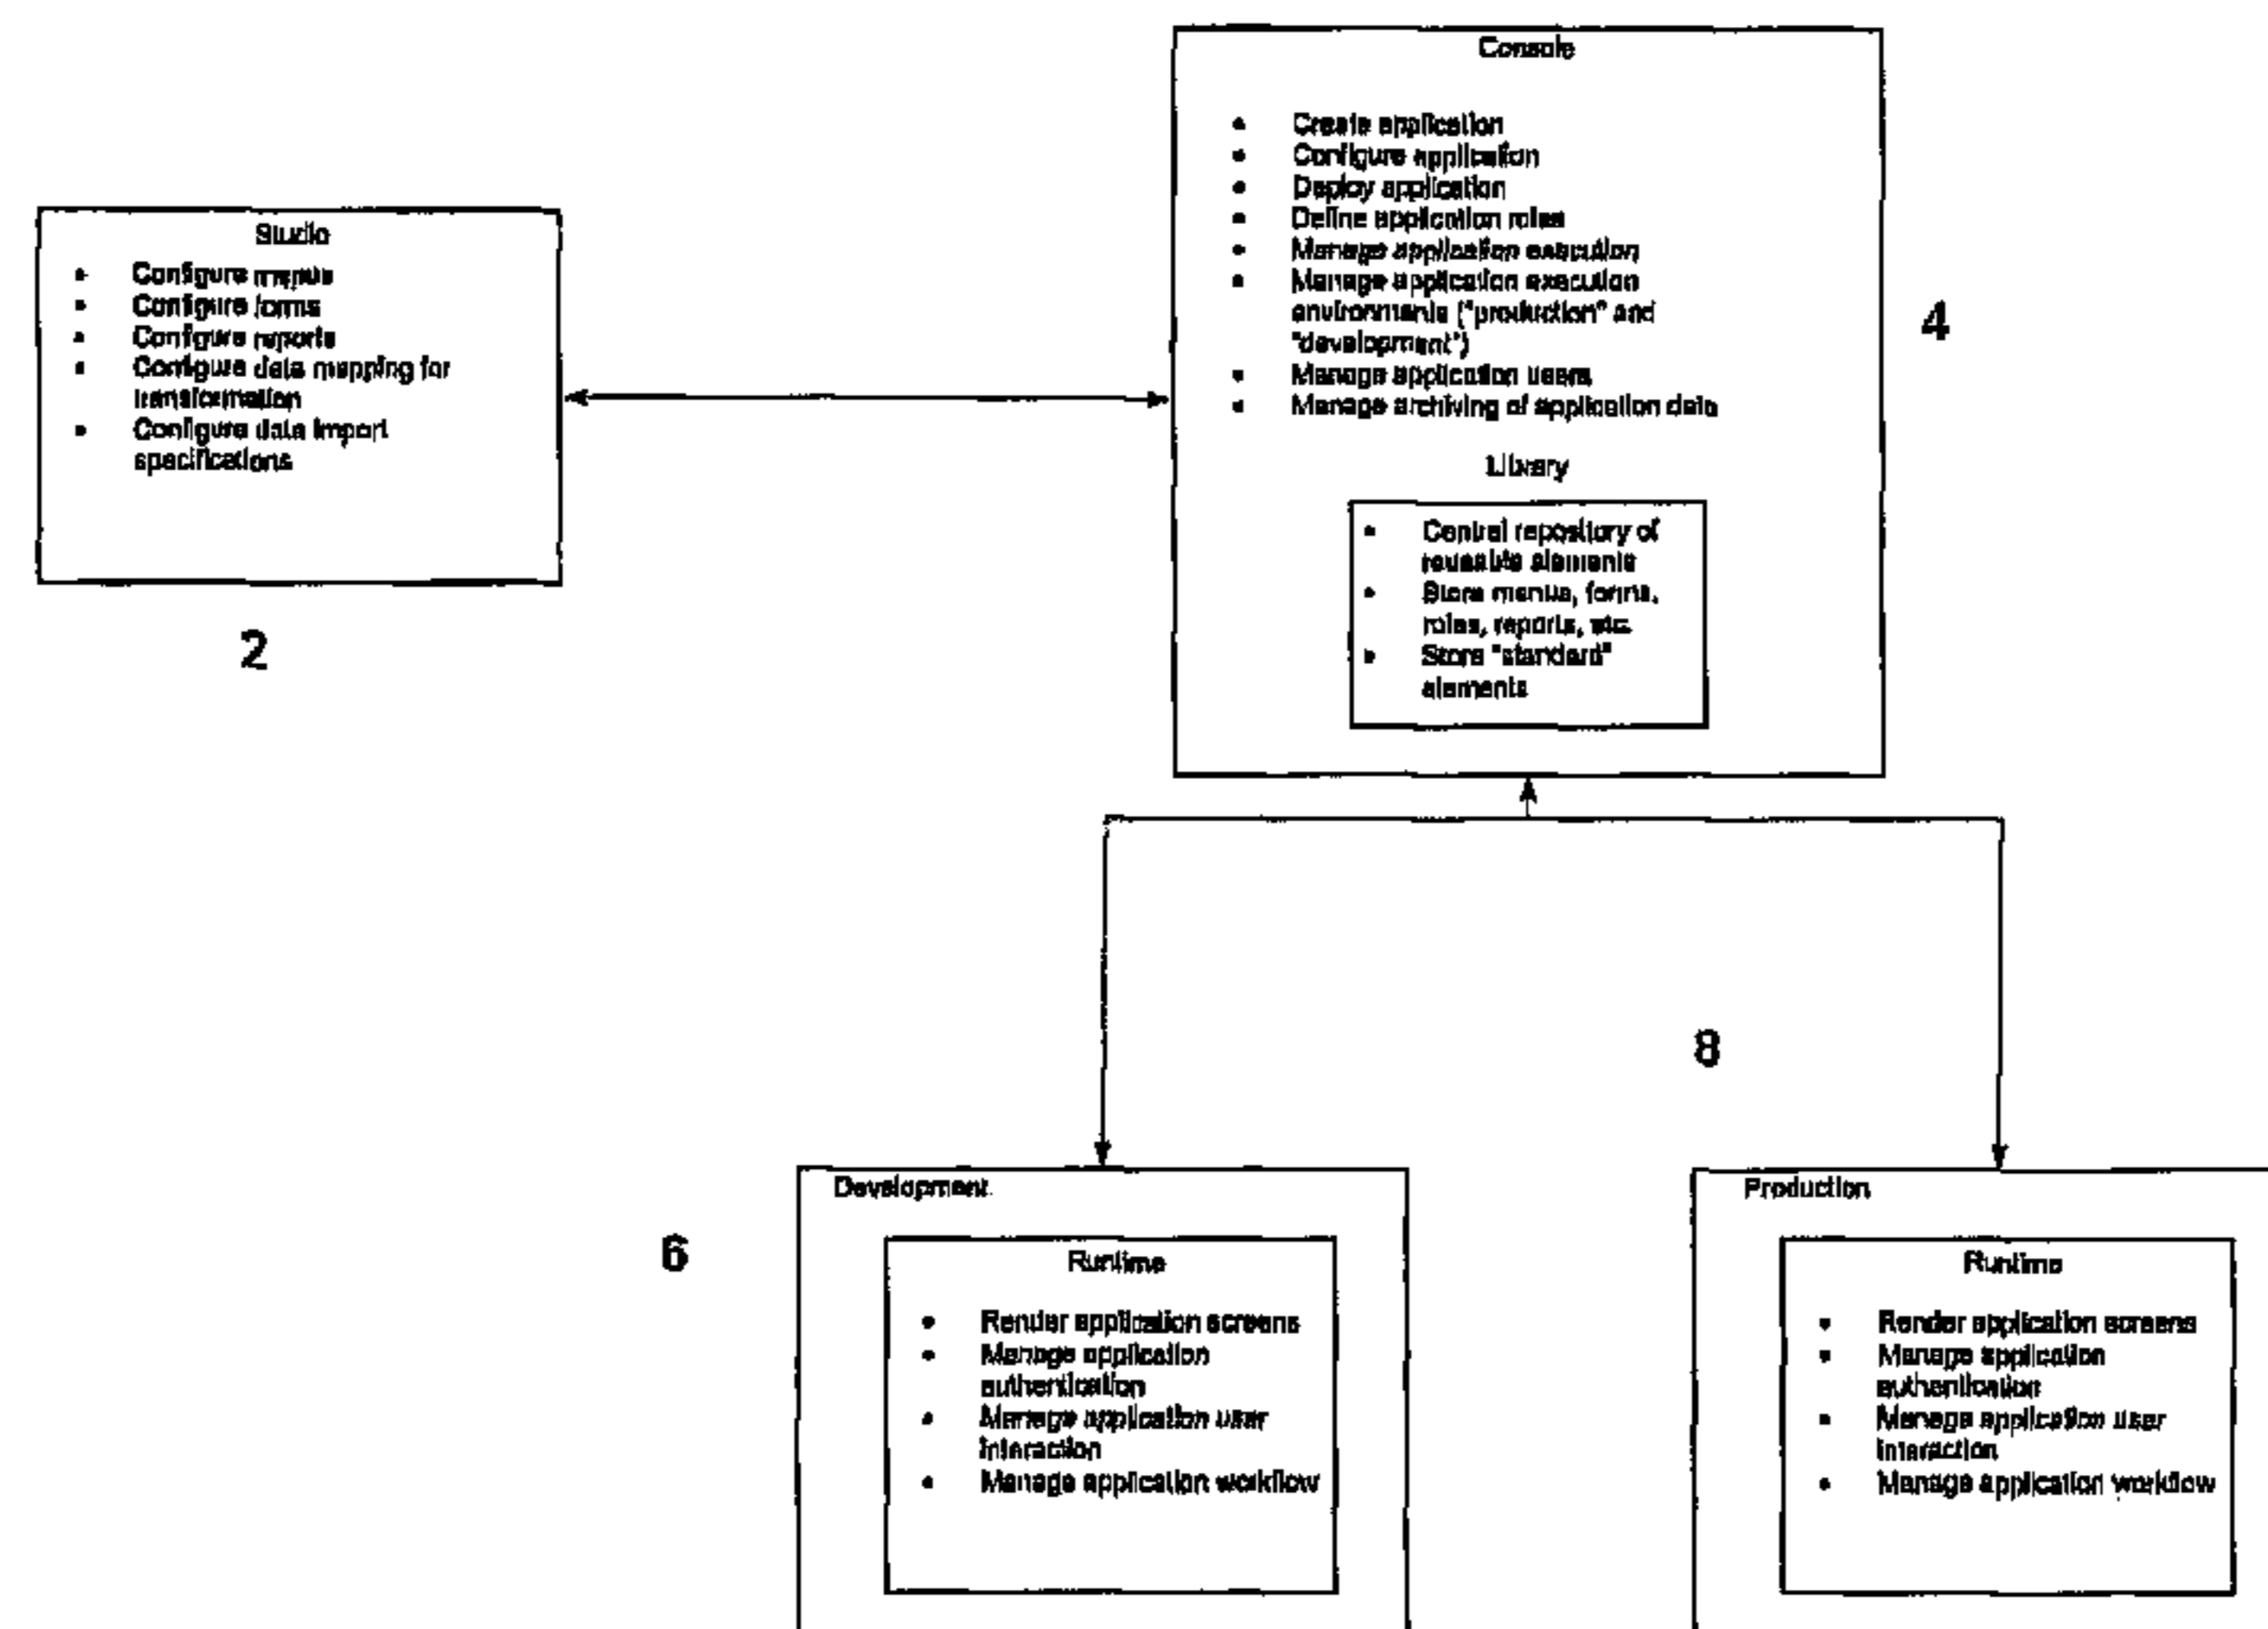 Console
• Create application
• Configure application
• Deploy application
• Define application roles
• Manage application execution
• Manage application execution
environments ("production" and
"development")
• Manage application users
• Manage archiving of application data
Library
• Central repository of
reusable elements
• Store menus, forms,
roles, reports, etc.
• Store "standard"
elements
4
Studio
• Configure menus
• Configure forms
• Configure reports
• Configure data mapping for
transformation
• Configure data import
specifications
2
8
6
Development
Runtime
• Render application screens
• Manage application
authentication
• Manage application user
interaction
• Manage application workflow
Production
Runtime
• Render application screens
• Manage application
authentication
• Manage application user
interaction
• Manage application workflow